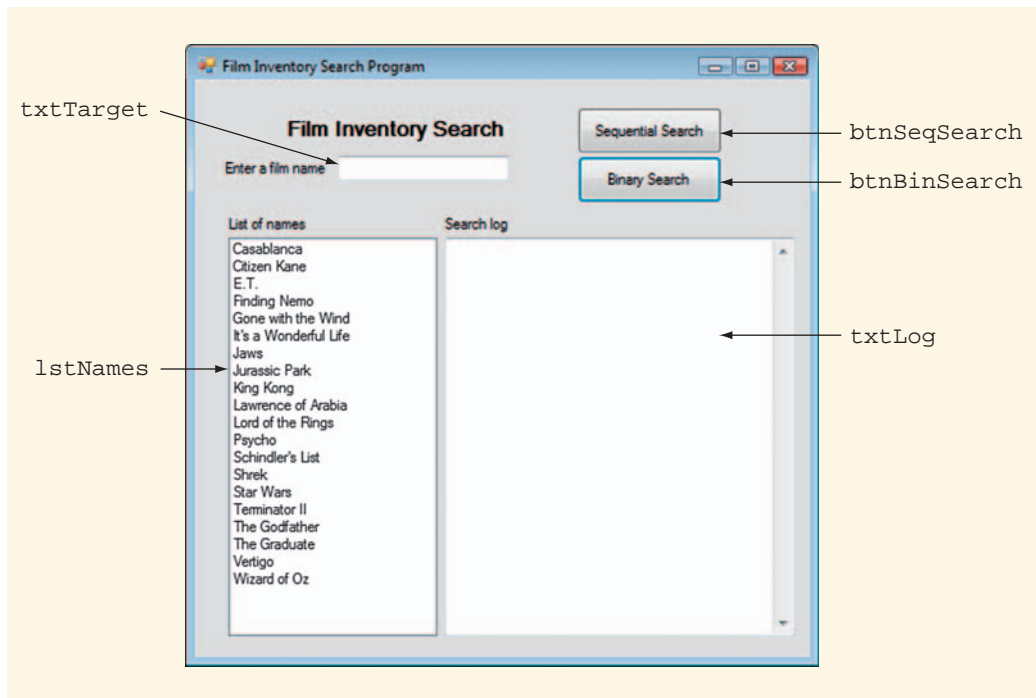 Film Inventory Search Program
txtTarget
Film Inventory Search
Sequential Search
btnSeqSearch
Enter a film name
Binary Search
btnBinSearch
List of names
Search log
Casablanca
Citizen Kane
E.T.
Finding Nemo
Gone with the Wind
It's a Wonderful Life
Jaws
Jurassic Park
King Kong
Lawrence of Arabia
Lord of the Rings
Psycho
Schindler's List
Shrek
Star Wars
Terminator II
The Godfather
The Graduate
Vertigo
Wizard of Oz
lstNames
txtLog